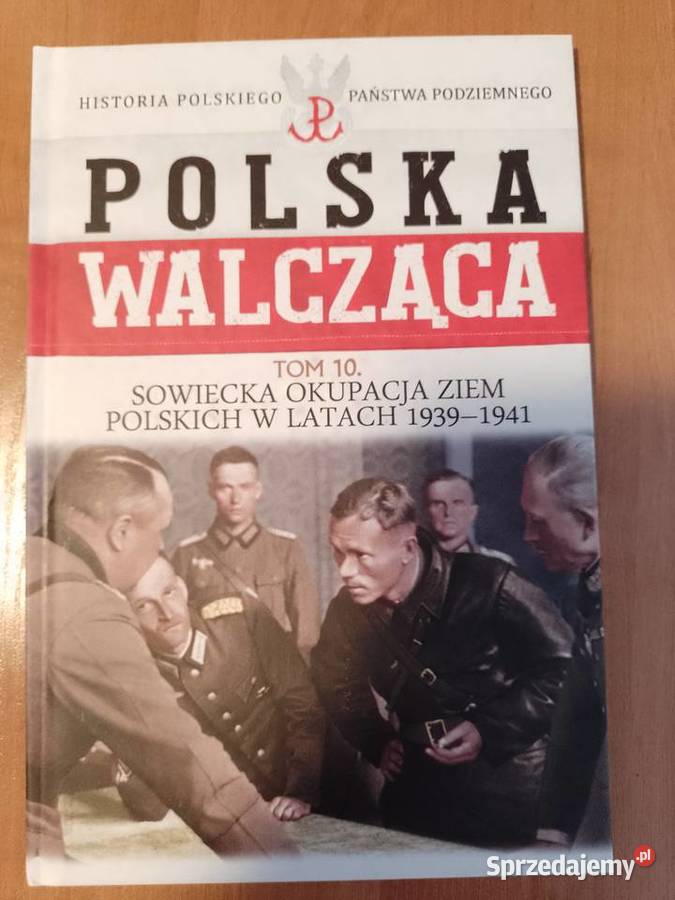 HISTORIA POLSKIEGO PAŃSTWA PODZIEMNEGO
POLSKA
WALCZĄCA
TOM 10.
SOWIECKA OKUPACJA ZIEM
POLSKICH W LATACH 1939–1941
Sprzedajemy.pl